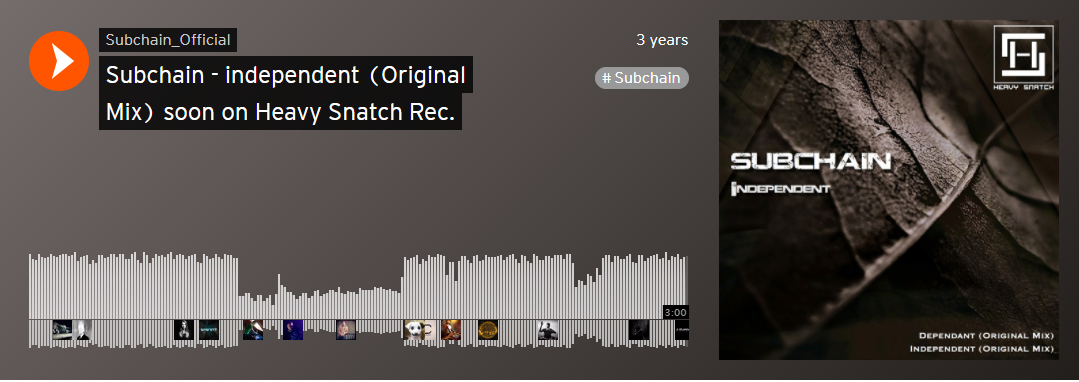 Subchain_Official
3 years
Subchain - independent (Original
Mix) soon on Heavy Snatch Rec.
# Subchain
3:00
HEAVY SNATCH
SUBCHAIN
INDEPENDENT
DEPENDANT (ORIGINAL MIX)
INDEPENDENT (ORIGINAL MIX)